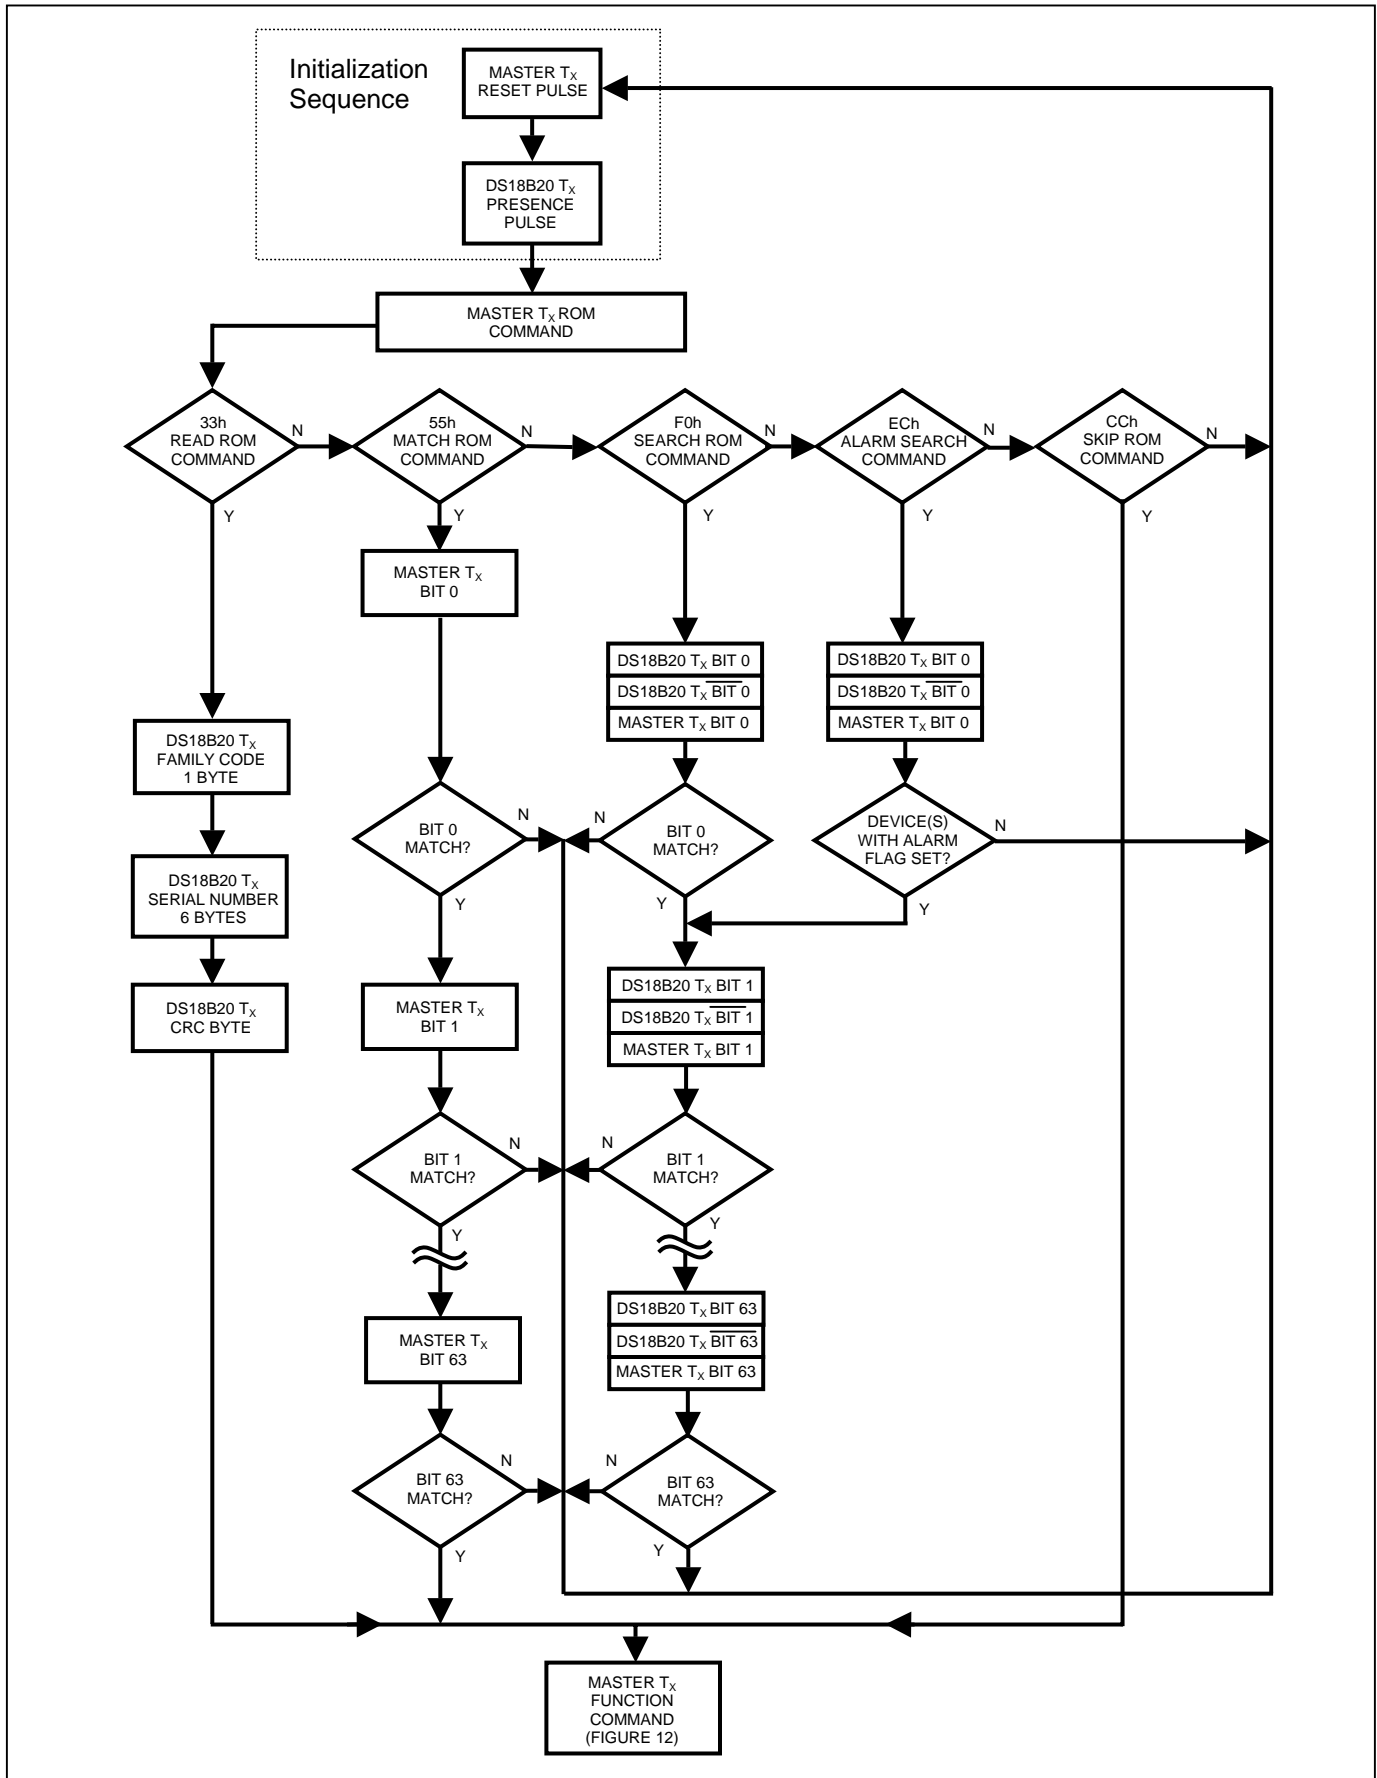 Initialization
Sequence
MASTER TX
RESET PULSE
DS18B20 TX
PRESENCE
PULSE
MASTER TX ROM
COMMAND
33h
READ ROM
COMMAND
N
Y
55h
MATCH ROM
COMMAND
N
Y
F0h
SEARCH ROM
COMMAND
N
Y
ECh
ALARM SEARCH
COMMAND
N
Y
CCh
SKIP ROM
COMMAND
N
Y
MASTER TX
BIT 0
DS18B20 TX BIT 0
DS18B20 TX BIT 0
MASTER TX BIT 0
DS18B20 TX BIT 0
DS18B20 TX BIT 0
MASTER TX BIT 0
DS18B20 TX
FAMILY CODE
1 BYTE
BIT 0
MATCH?
N
Y
BIT 0
MATCH?
N
Y
DEVICE(S)
WITH ALARM
FLAG SET?
N
Y
DS18B20 TX
SERIAL NUMBER
6 BYTES
DS18B20 TX
CRC BYTE
MASTER TX
BIT 1
DS18B20 TX BIT 1
DS18B20 TX BIT 1
MASTER TX BIT 1
BIT 1
MATCH?
N
Y
BIT 1
MATCH?
N
Y
MASTER TX
BIT 63
DS18B20 TX BIT 63
DS18B20 TX BIT 63
MASTER TX BIT 63
BIT 63
MATCH?
N
Y
BIT 63
MATCH?
N
Y
MASTER TX
FUNCTION
COMMAND
(FIGURE 12)